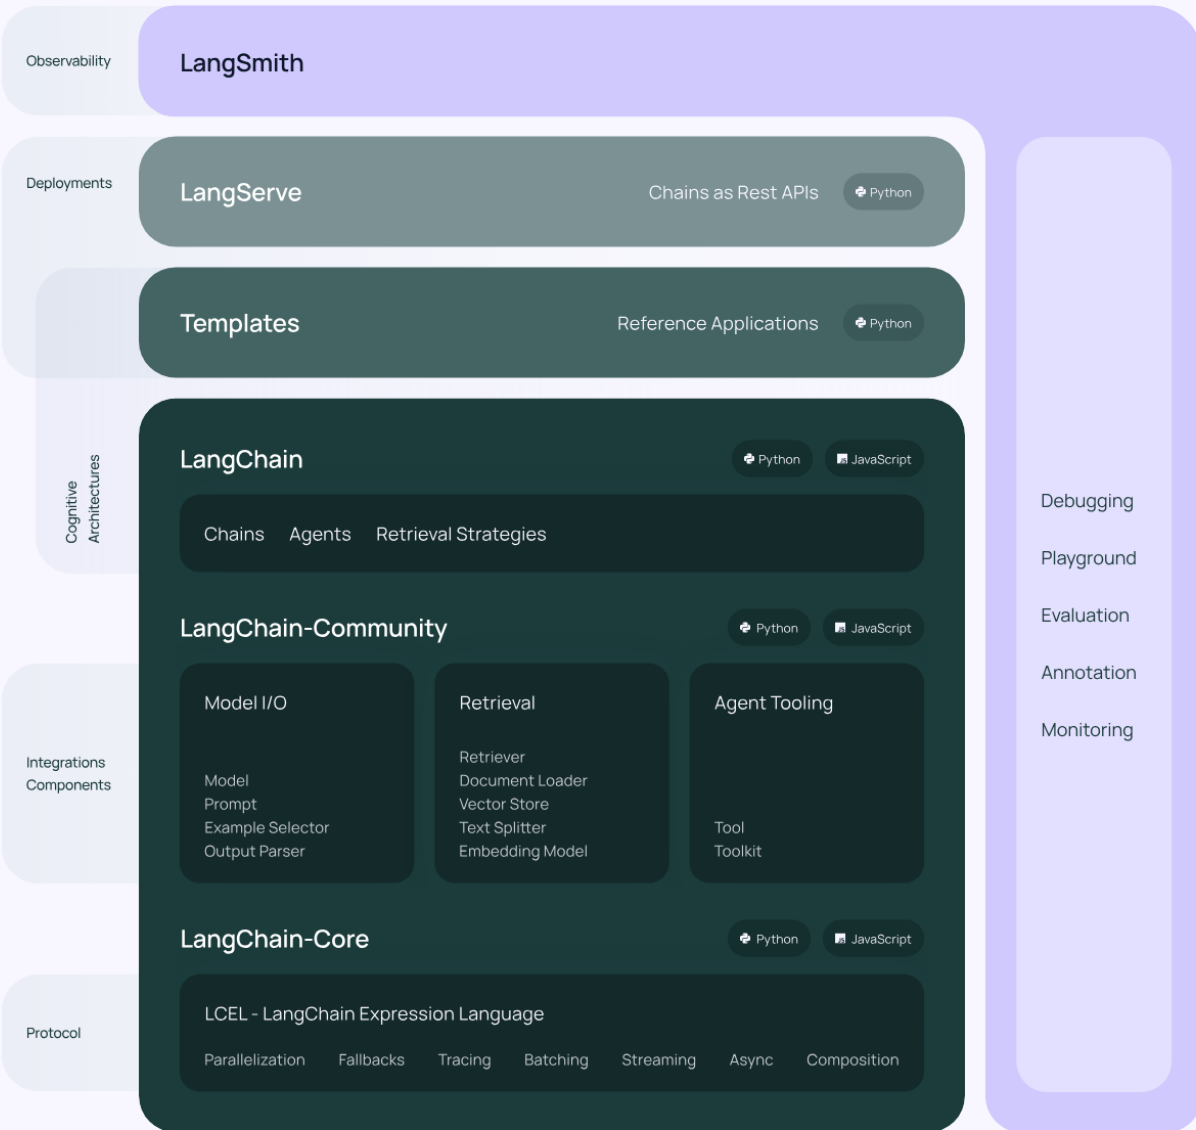 Observability
LangSmith
Deployments
LangServe
Chains as Rest APIs
Python
Templates
Reference Applications
Python
Cognitive
Architectures
LangChain
Python
JavaScript
Chains Agents Retrieval Strategies
LangChain-Community
Python
JavaScript
Integrations
Components
Model I/O
Model
Prompt
Example Selector
Output Parser
Retrieval
Retriever
Document Loader
Vector Store
Text Splitter
Embedding Model
Agent Tooling
Tool
Toolkit
LangChain-Core
Python
JavaScript
Protocol
LCEL - LangChain Expression Language
Parallelization Fallbacks Tracing Batching Streaming Async Composition
Debugging
Playground
Evaluation
Annotation
Monitoring